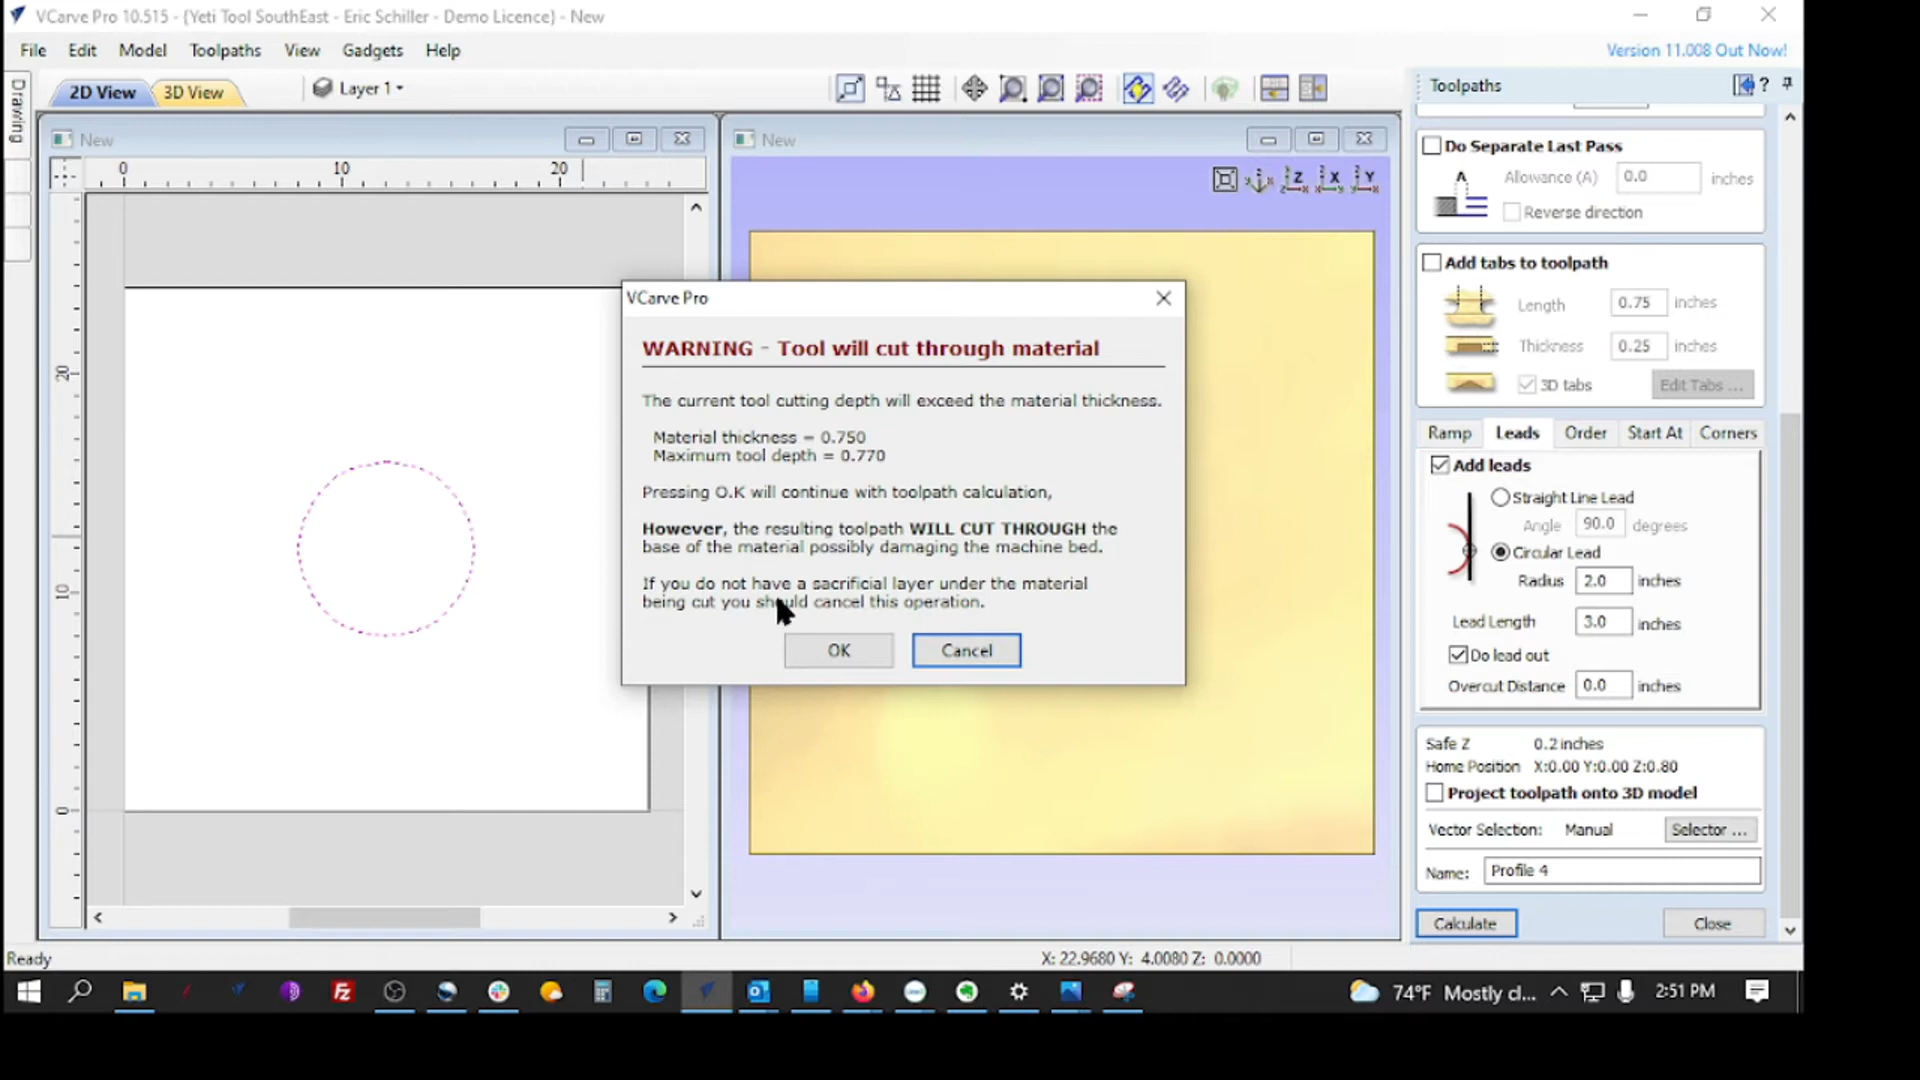 VCarve Pro 10.515 - {Yeti Tool SouthEast - Eric Schiller - Demo Licence} - New
File Edit Model Toolpaths View Gadgets Help
Version 11.008 Out Now!
Drawing
2D View 3D View
Layer 1
Toolpaths
New
0 10 20
20
10
0
New
Z X Y
VCarve Pro
WARNING - Tool will cut through material
The current tool cutting depth will exceed the material thickness.
Material thickness = 0.750
Maximum tool depth = 0.770
Pressing O.K will continue with toolpath calculation,
However, the resulting toolpath WILL CUT THROUGH the
base of the material possibly damaging the machine bed.
If you do not have a sacrificial layer under the material
being cut you should cancel this operation.
OK Cancel
Do Separate Last Pass
A
Allowance (A) 0.0 inches
Reverse direction
Add tabs to toolpath
Length 0.75 inches
Thickness 0.25 inches
3D tabs Edit Tabs ...
Ramp Leads Order Start At Corners
Add leads
Straight Line Lead
Angle 90.0 degrees
Circular Lead
Radius 2.0 inches
Lead Length 3.0 inches
Do lead out
Overcut Distance 0.0 inches
Safe Z 0.2 inches
Home Position X:0.00 Y:0.00 Z:0.80
Project toolpath onto 3D model
Vector Selection: Manual Selector ...
Name: Profile 4
Calculate Close
Ready
X: 22.9680 Y: 4.0080 Z: 0.0000
74°F Mostly cl... 2:51 PM